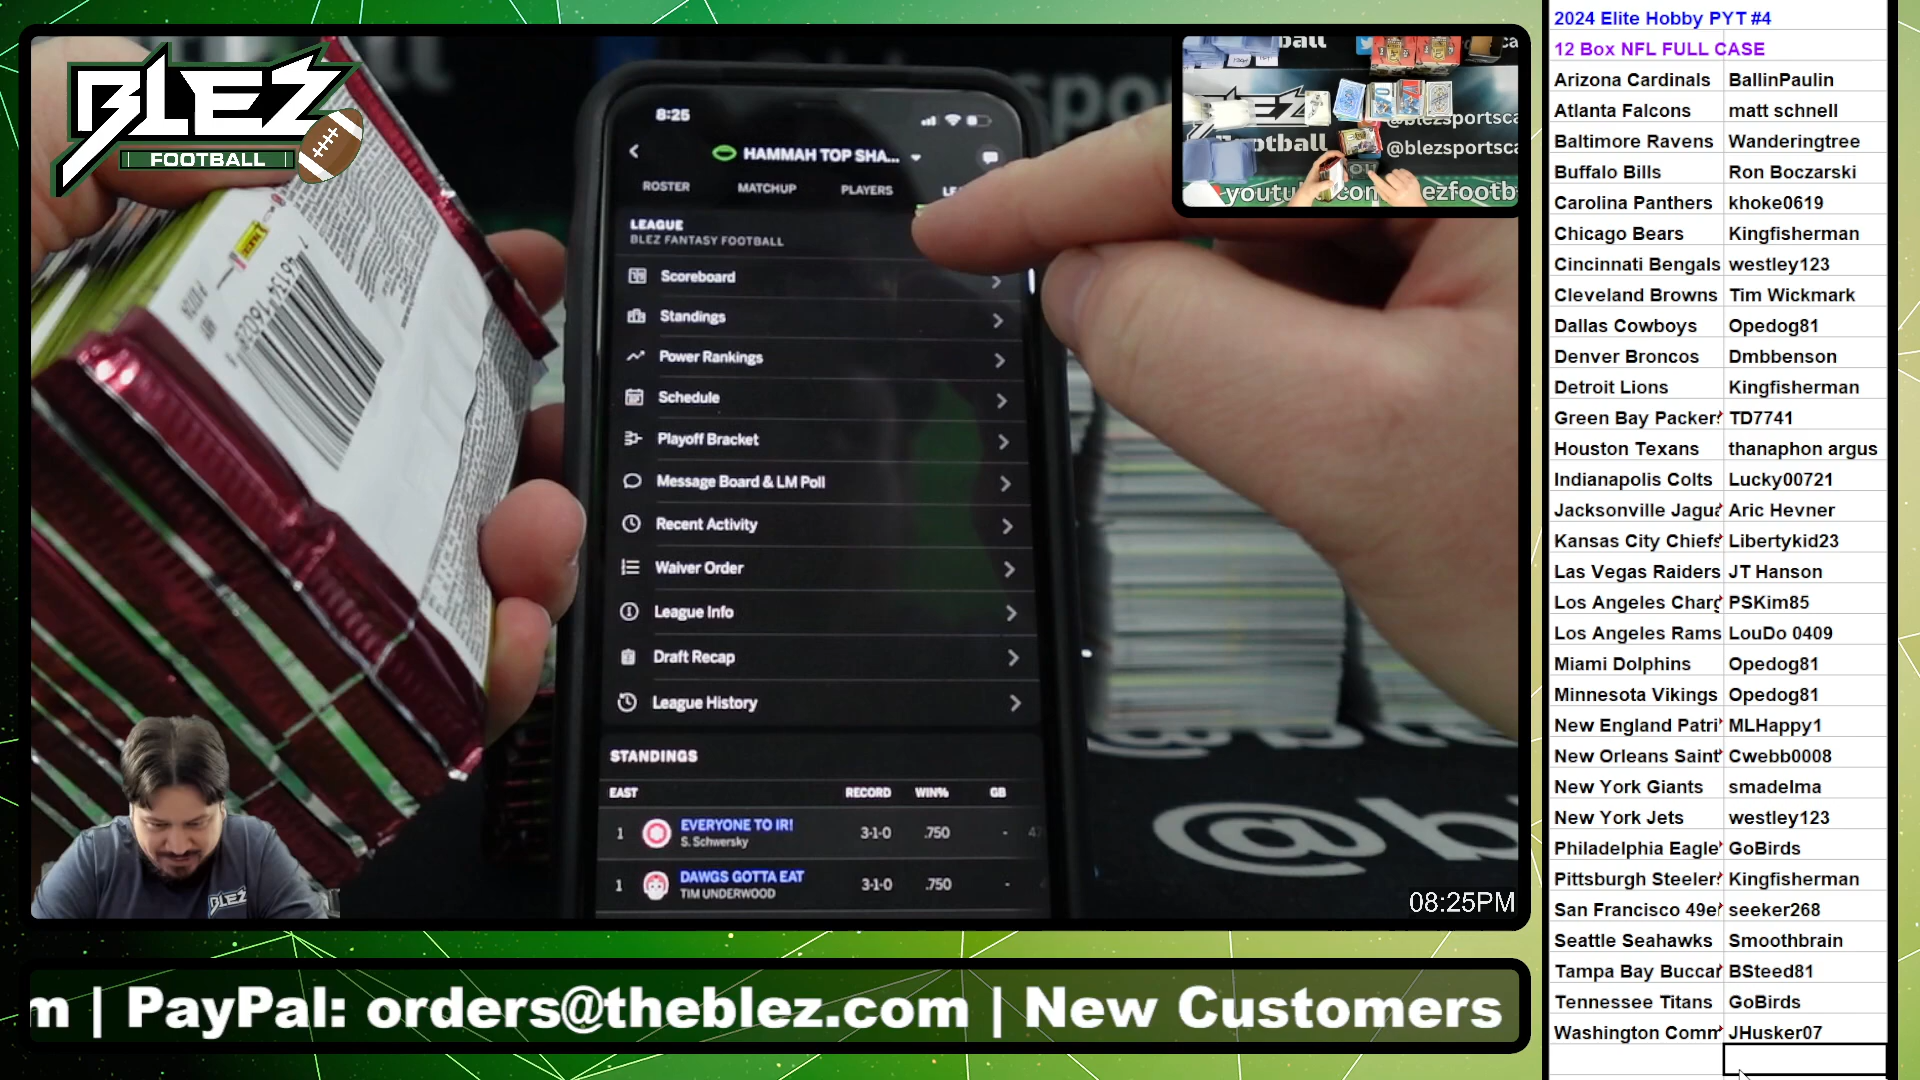 BLEZ
FOOTBALL
8:25
HAMMAH TOP SHA...
ROSTER MATCHUP PLAYERS
LEAGUE
BLEZ FANTASY FOOTBALL
Scoreboard
Standings
Power Rankings
Schedule
Playoff Bracket
Message Board & LM Poll
Recent Activity
Waiver Order
League Info
Draft Recap
League History
STANDINGS
EAST RECORD WIN% GB
1 EVERYONE TO IR! 3-1-0 .750 -
S. Schwersky
1 DAWGS GOTTA EAT 3-1-0 .750 -
TIM UNDERWOOD
BLEZ
@b
08:25PM
ball
BLEZ
@blezsportsca
otball
@blezsportsc
youtu com ezfootb
m | PayPal: orders@theblez.com | New Customers
2024 Elite Hobby PYT #4
12 Box NFL FULL CASE
Arizona Cardinals BallinPaulin
Atlanta Falcons matt schnell
Baltimore Ravens Wanderingtree
Buffalo Bills Ron Boczarski
Carolina Panthers khoke0619
Chicago Bears Kingfisherman
Cincinnati Bengals westley123
Cleveland Browns Tim Wickmark
Dallas Cowboys Opedog81
Denver Broncos Dmbbenson
Detroit Lions Kingfisherman
Green Bay Packer TD7741
Houston Texans thanaphon argus
Indianapolis Colts Lucky00721
Jacksonville Jagua Aric Hevner
Kansas City Chiefs Libertykid23
Las Vegas Raiders JT Hanson
Los Angeles Charg PSKim85
Los Angeles Rams LouDo 0409
Miami Dolphins Opedog81
Minnesota Vikings Opedog81
New England Patri MLHappy1
New Orleans Saint Cwebb0008
New York Giants smadelma
New York Jets westley123
Philadelphia Eagle GoBirds
Pittsburgh Steeler Kingfisherman
San Francisco 49e seeker268
Seattle Seahawks Smoothbrain
Tampa Bay Buccar BSteed81
Tennessee Titans GoBirds
Washington Comm JHusker07